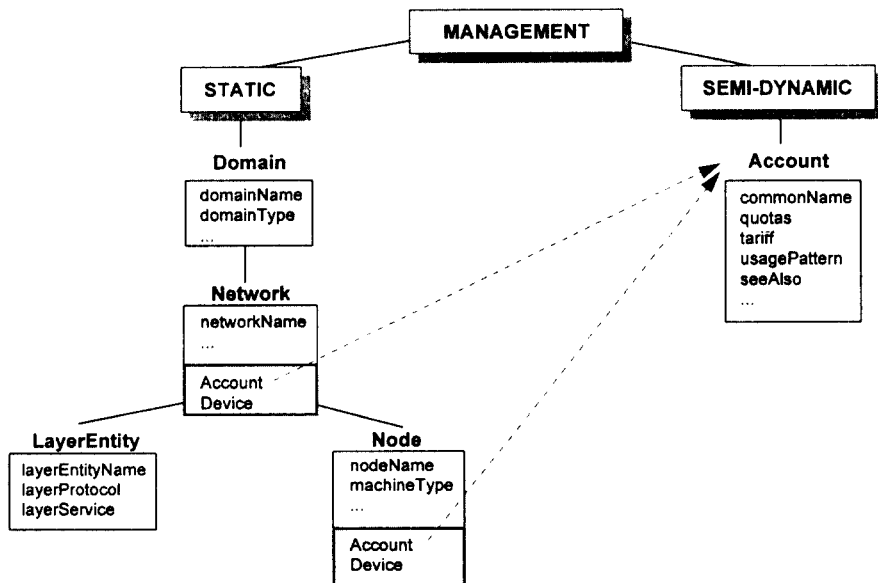 MANAGEMENT
STATIC
SEMI-DYNAMIC
Domain
domainName
domainType
...
Account
commonName
quotas
tariff
usagePattern
seeAlso
...
Network
networkName
...
Account
Device
LayerEntity
layerEntityName
layerProtocol
layerService
Node
nodeName
machineType
...
Account
Device